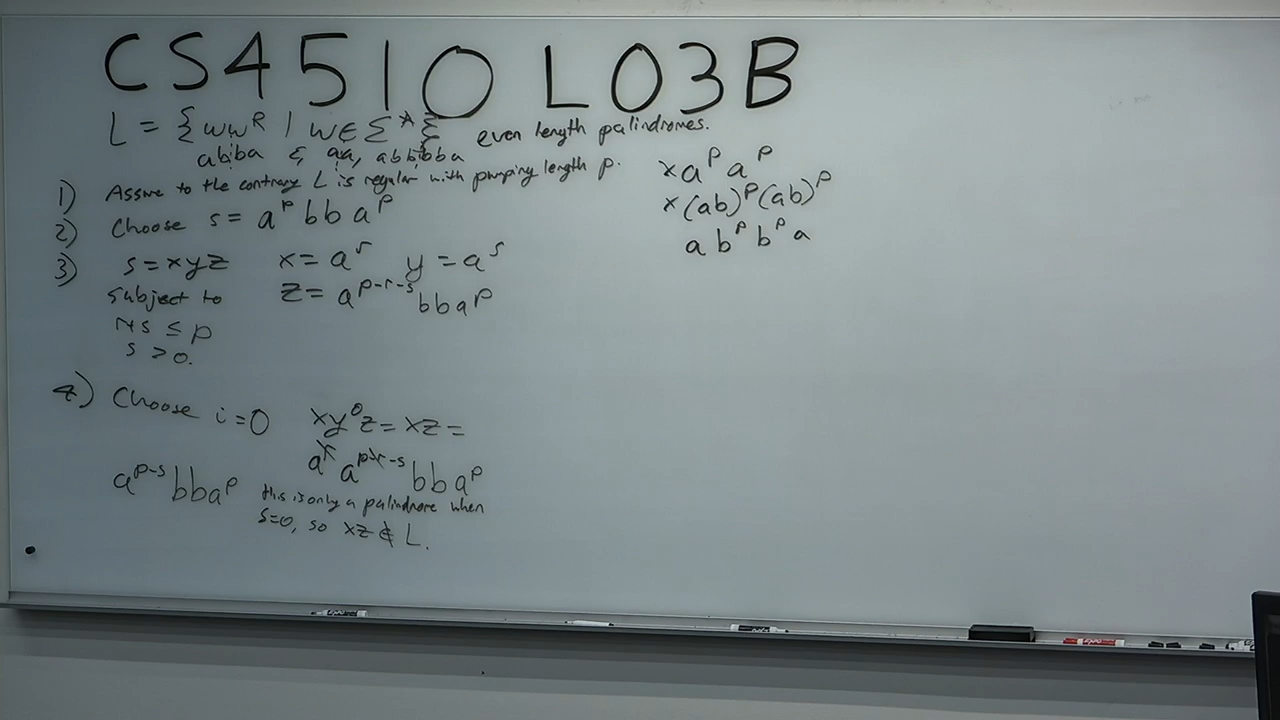 CS4510 L03B
L = {ww^R | w ∈ Σ*} even length palindromes.
abba & aa, abbbba
1) Assume to the contrary L is regular with pumping length p.
2) Choose s = a^p bb a^p
3) s = xyz x = a^r y = a^s
subject to z = a^{p-r-s} bba^p
r+s ≤ p
s > 0.
4) Choose i = 0 xy^0z = xz =
a^r a^{p-r-s} bba^p
a^{p-s} bba^p this is only a palindrome when
s=0, so xz ∉ L.
x a^p a^p
x (ab)^p (ab)^p
ab^p b^p a